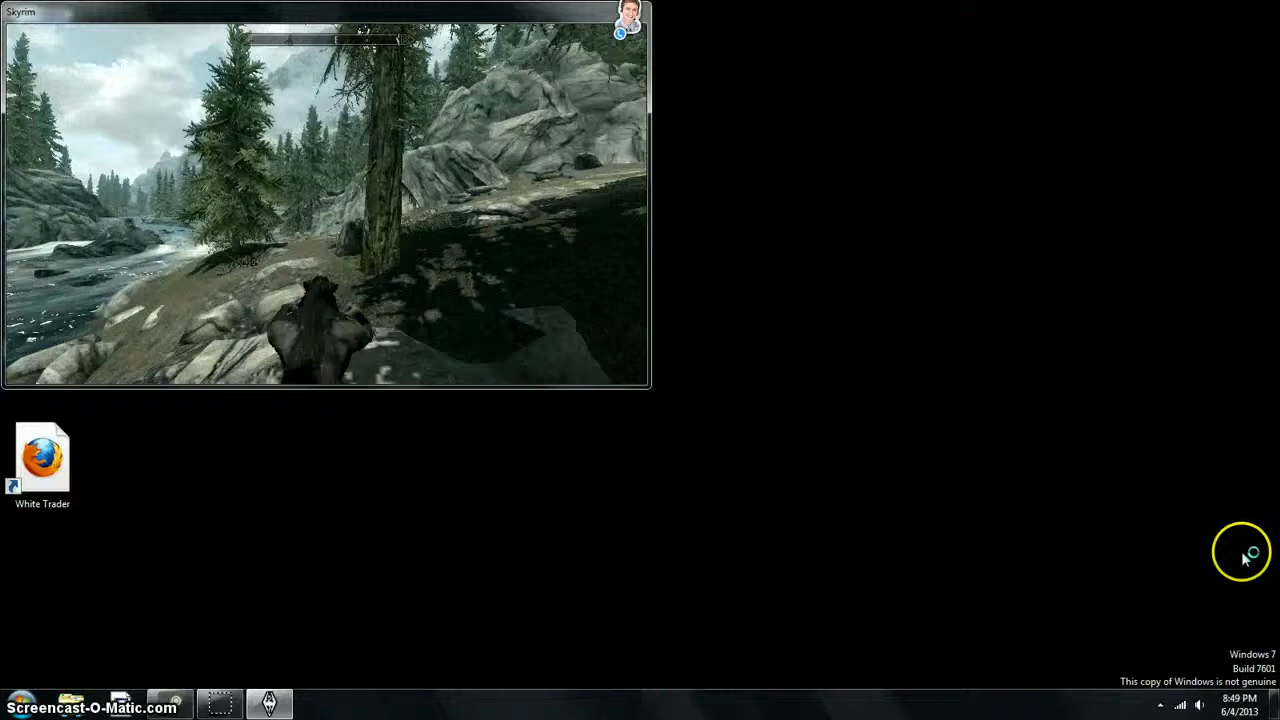 Skyrim
White Trader
Windows 7
Build 7601
This copy of Windows is not genuine
Screencast-O-Matic.com
8:49 PM
6/4/2013